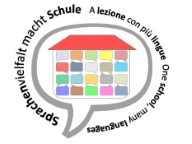 Sprachenvielfalt macht Schule
A lezione con più lingue
One school, many languages